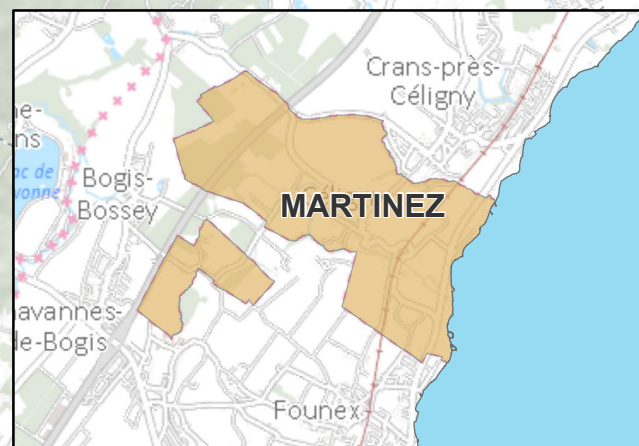 Crans-près-
Céligny
Bogis-
Bossey
MARTINEZ
avannes-
de-Bogis
Founex